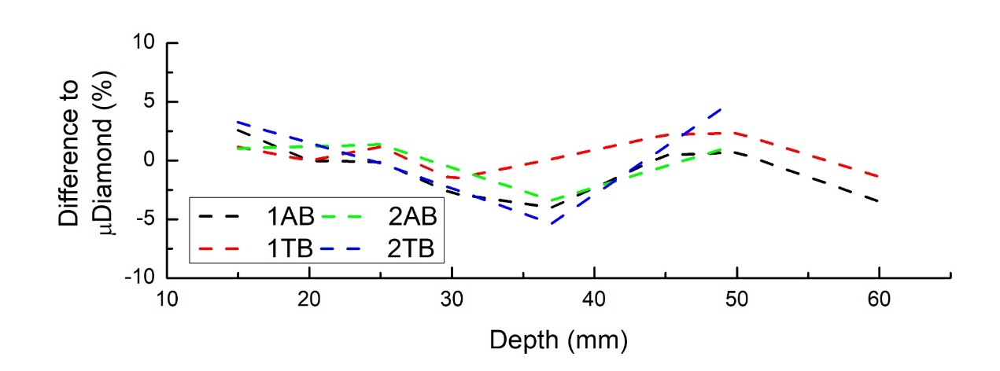 Difference to
μDiamond (%)
10
5
0
-5
-10
1AB 2AB
1TB 2TB
10 20 30 40 50 60
Depth (mm)